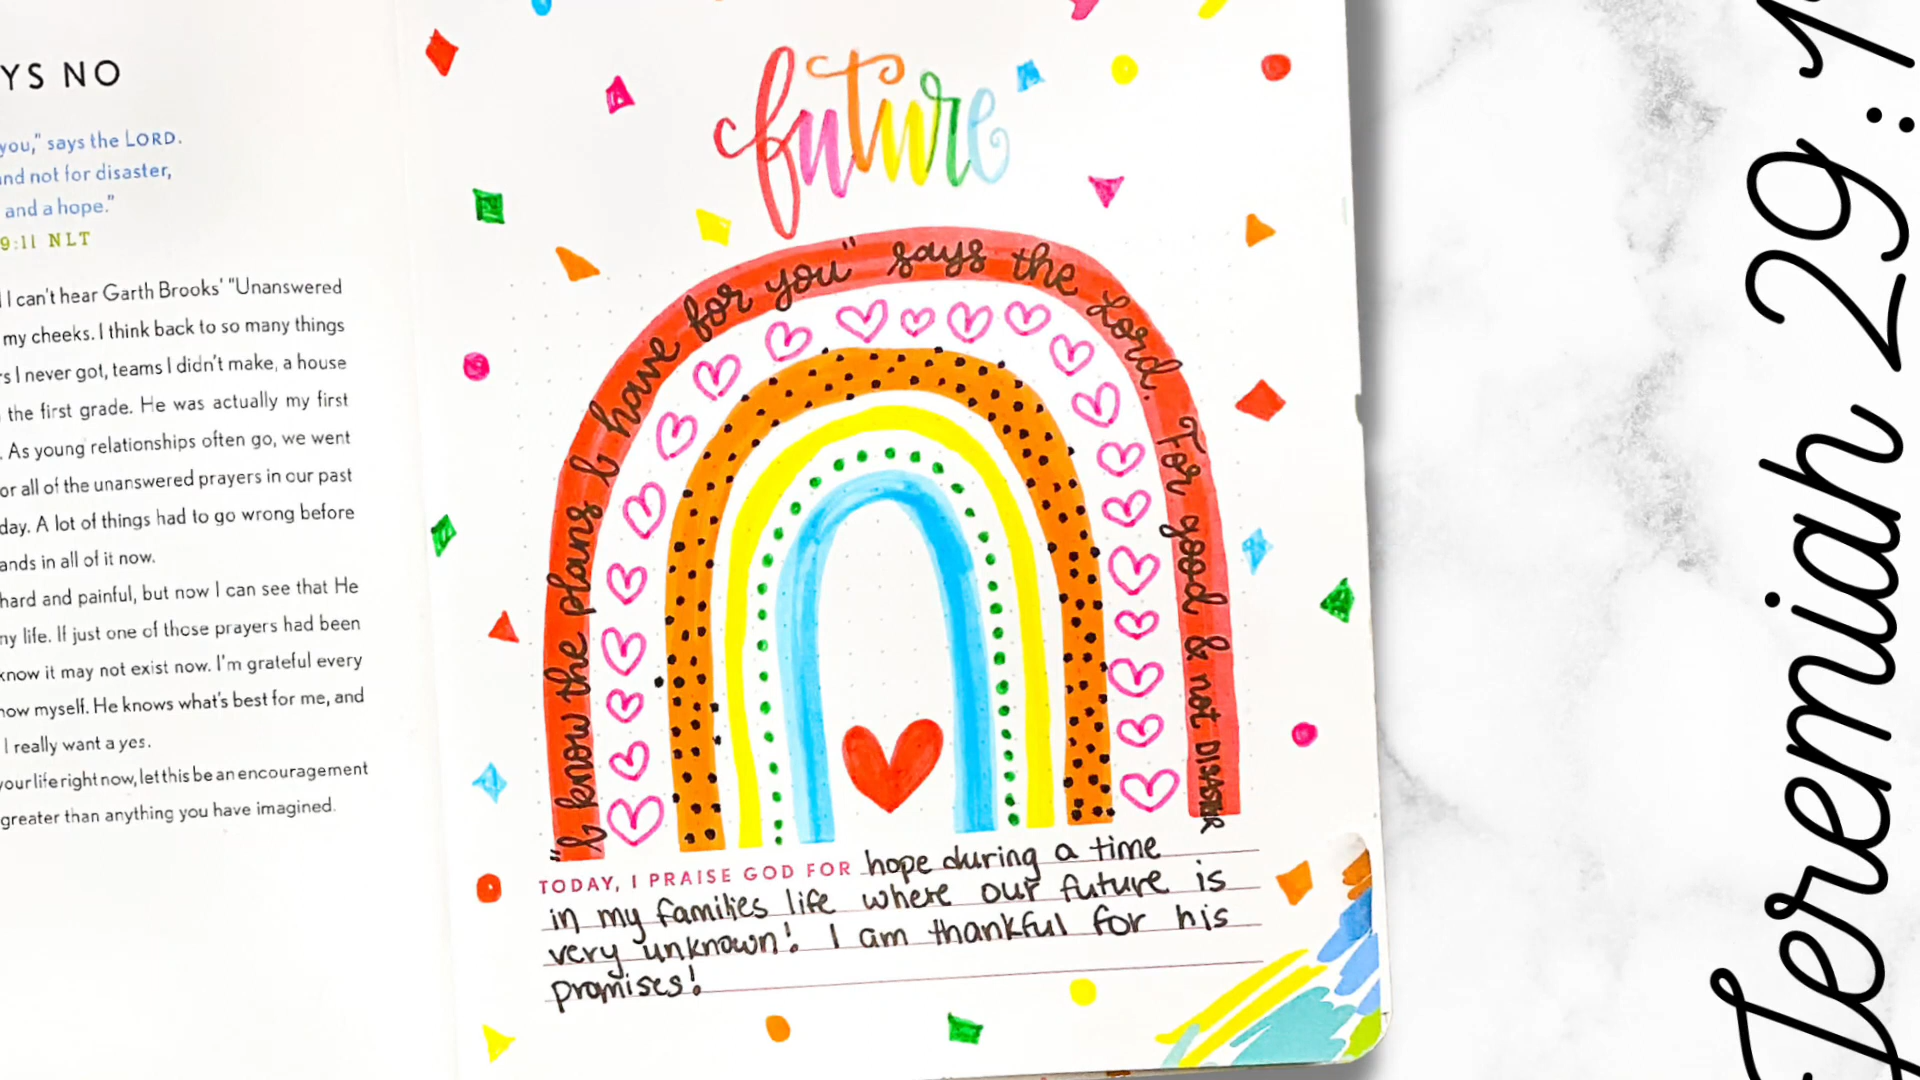 YS NO
you," says the LORD.
and not for disaster,
and a hope."
9:11 NLT
I can't hear Garth Brooks' "Unanswered
my cheeks. I think back to so many things
rs I never got, teams I didn't make, a house
the first grade. He was actually my first
. As young relationships often go, we went
or all of the unanswered prayers in our past
day. A lot of things had to go wrong before
ands in all of it now.
hard and painful, but now I can see that He
my life. If just one of those prayers had been
know it may not exist now. I'm grateful every
now myself. He knows what's best for me, and
I really want a yes.
your life right now, let this be an encouragement
greater than anything you have imagined.
future
"I know the plans I have for you" says the Lord. For good & not DISASTER
TODAY, I PRAISE GOD FOR hope during a time
in my families life where our future is
very unknown! I am thankful for his
promises!
Jeremiah 29:1